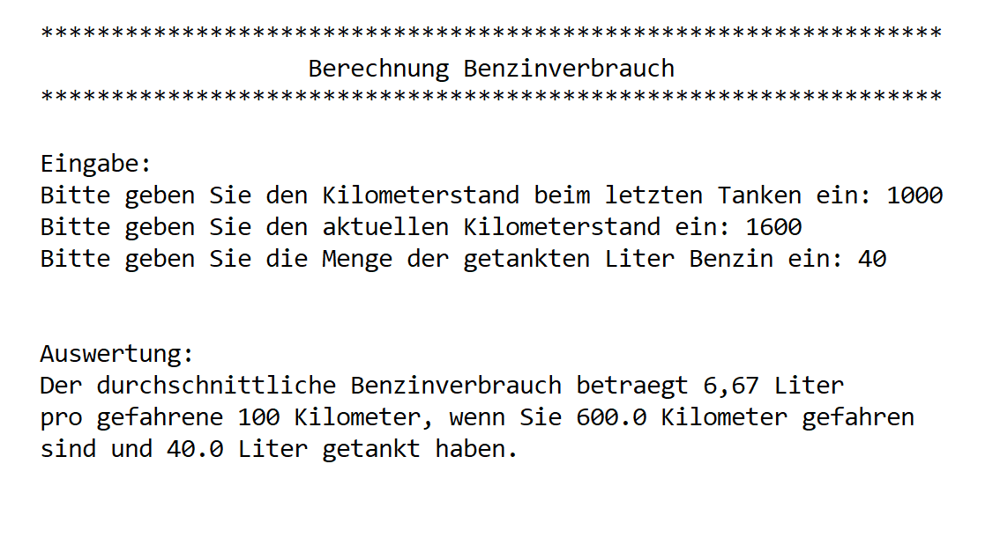 ****************************************************************
Berechnung Benzinverbrauch
****************************************************************
Eingabe:
Bitte geben Sie den Kilometerstand beim letzten Tanken ein: 1000
Bitte geben Sie den aktuellen Kilometerstand ein: 1600
Bitte geben Sie die Menge der getankten Liter Benzin ein: 40
Auswertung:
Der durchschnittliche Benzinverbrauch betraegt 6,67 Liter
pro gefahrene 100 Kilometer, wenn Sie 600.0 Kilometer gefahren
sind und 40.0 Liter getankt haben.